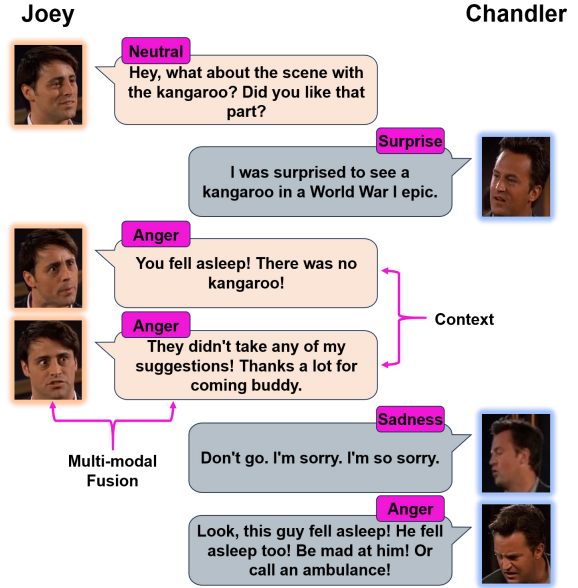 Joey
Chandler
Neutral
Hey, what about the scene with
the kangaroo? Did you like that
part?
Surprise
I was surprised to see a
kangaroo in a World War I epic.
Anger
You fell asleep! There was no
kangaroo!
Context
Anger
They didn't take any of my
suggestions! Thanks a lot for
coming buddy.
Multi-modal
Fusion
Sadness
Don't go. I'm sorry. I'm so sorry.
Anger
Look, this guy fell asleep! He fell
asleep too! Be mad at him! Or
call an ambulance!